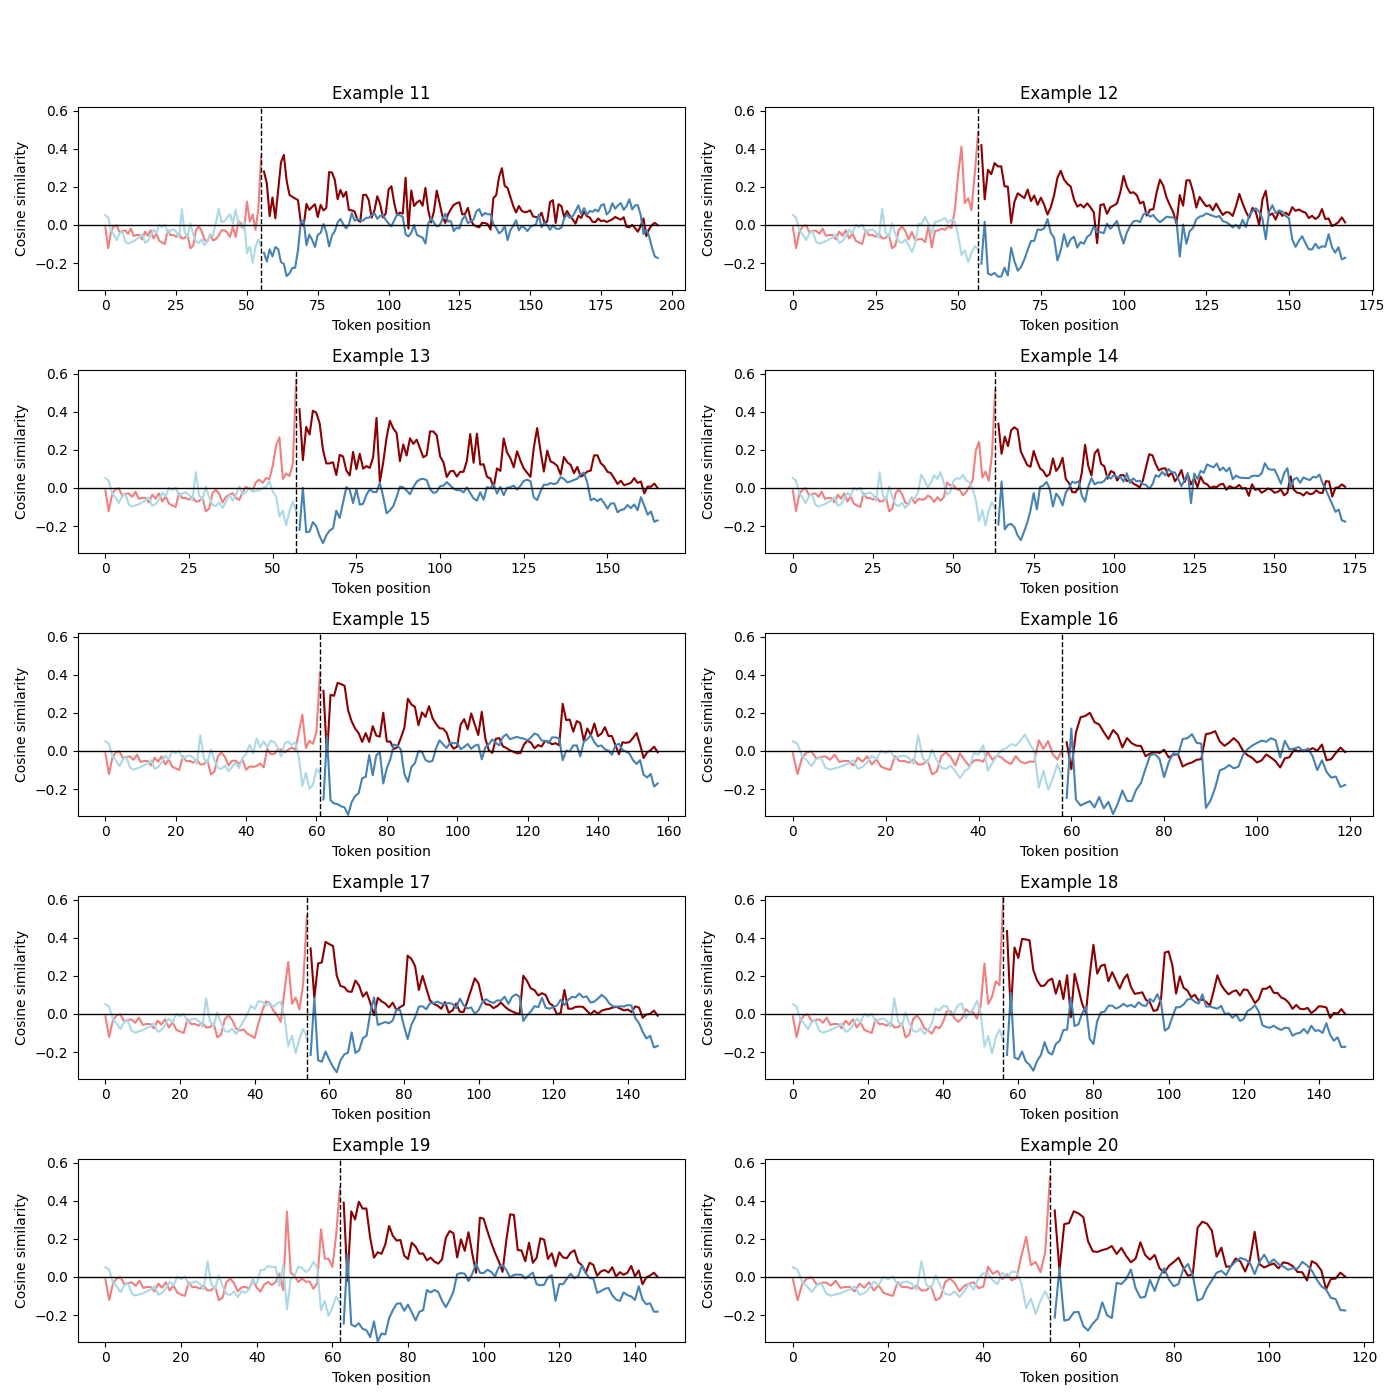 Example 11
Example 12
0.6
0.4
0.2
0.0
−0.2
Cosine similarity
0 25 50 75 100 125 150 175 200
Token position
0.6
0.4
0.2
0.0
−0.2
Cosine similarity
0 25 50 75 100 125 150 175
Token position
Example 13
Example 14
0.6
0.4
0.2
0.0
−0.2
Cosine similarity
0 25 50 75 100 125 150
Token position
0.6
0.4
0.2
0.0
−0.2
Cosine similarity
0 25 50 75 100 125 150 175
Token position
Example 15
Example 16
0.6
0.4
0.2
0.0
−0.2
Cosine similarity
0 20 40 60 80 100 120 140 160
Token position
0.6
0.4
0.2
0.0
−0.2
Cosine similarity
0 20 40 60 80 100 120
Token position
Example 17
Example 18
0.6
0.4
0.2
0.0
−0.2
Cosine similarity
0 20 40 60 80 100 120 140
Token position
0.6
0.4
0.2
0.0
−0.2
Cosine similarity
0 20 40 60 80 100 120 140
Token position
Example 19
Example 20
0.6
0.4
0.2
0.0
−0.2
Cosine similarity
0 20 40 60 80 100 120 140
Token position
0.6
0.4
0.2
0.0
−0.2
Cosine similarity
0 20 40 60 80 100 120
Token position